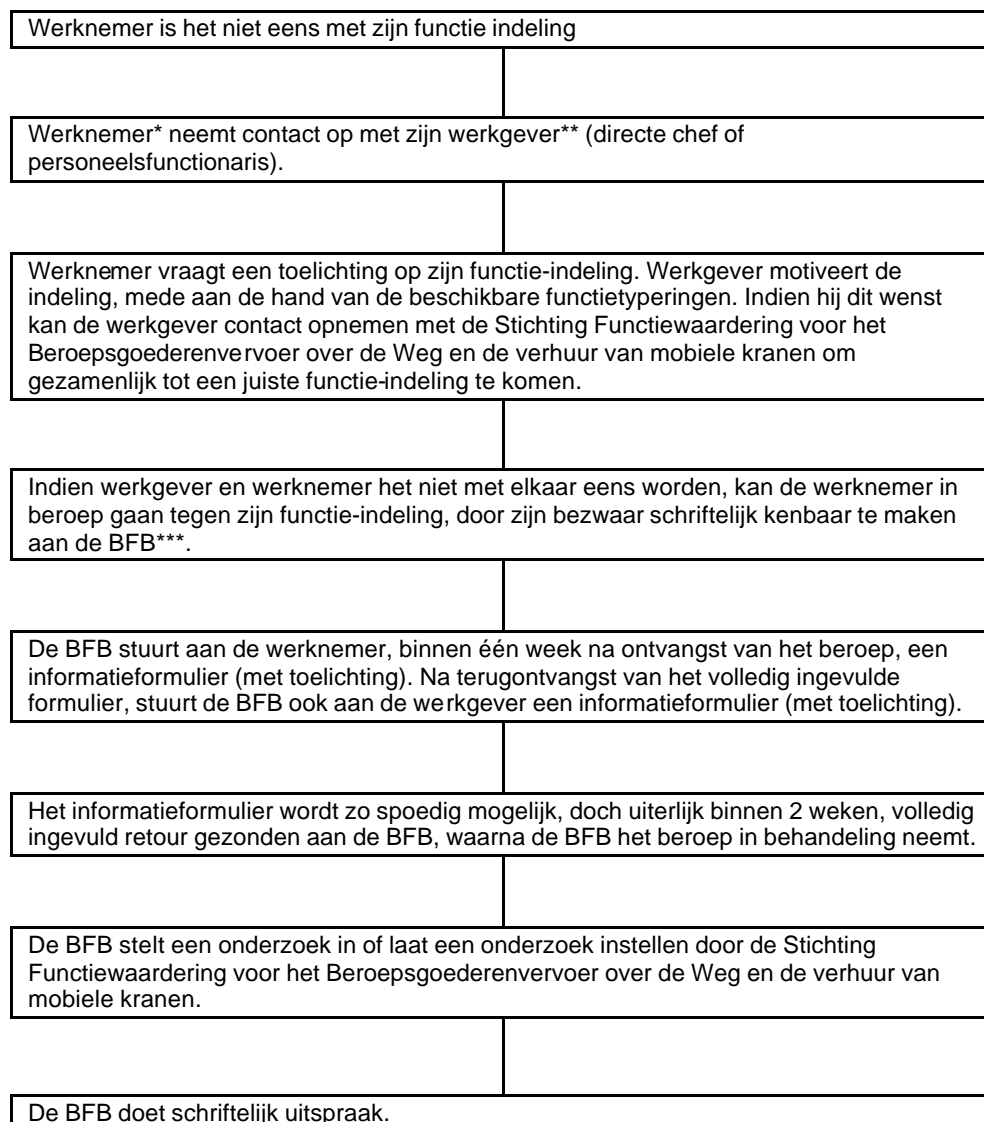 Werknemer is het niet eens met zijn functie indeling
Werknemer* neemt contact op met zijn werkgever** (directe chef of
personeelsfunctionaris).
Werknemer vraagt een toelichting op zijn functie-indeling. Werkgever motiveert de
indeling, mede aan de hand van de beschikbare functietyperingen. Indien hij dit wenst
kan de werkgever contact opnemen met de Stichting Functiewaardering voor het
Beroepsgoederenvervoer over de Weg en de verhuur van mobiele kranen om
gezamenlijk tot een juiste functie-indeling te komen.
Indien werkgever en werknemer het niet met elkaar eens worden, kan de werknemer in
beroep gaan tegen zijn functie-indeling, door zijn bezwaar schriftelijk kenbaar te maken
aan de BFB***.
De BFB stuurt aan de werknemer, binnen één week na ontvangst van het beroep, een
informatieformulier (met toelichting). Na terugontvangst van het volledig ingevulde
formulier, stuurt de BFB ook aan de werkgever een informatieformulier (met toelichting).
Het informatieformulier wordt zo spoedig mogelijk, doch uiterlijk binnen 2 weken, volledig
ingevuld retour gezonden aan de BFB, waarna de BFB het beroep in behandeling neemt.
De BFB stelt een onderzoek in of laat een onderzoek instellen door de Stichting
Functiewaardering voor het Beroepsgoederenvervoer over de Weg en de verhuur van
mobiele kranen.
De BFB doet schriftelijk uitspraak.